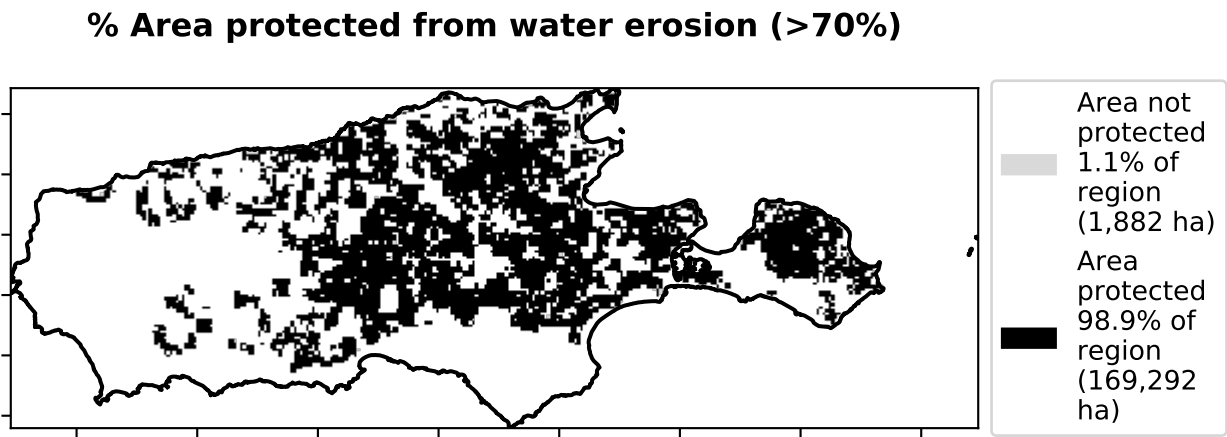 % Area protected from water erosion (>70%)
Area not
protected
1.1% of
region
(1,882 ha)
Area
protected
98.9% of
region
(169,292
ha)